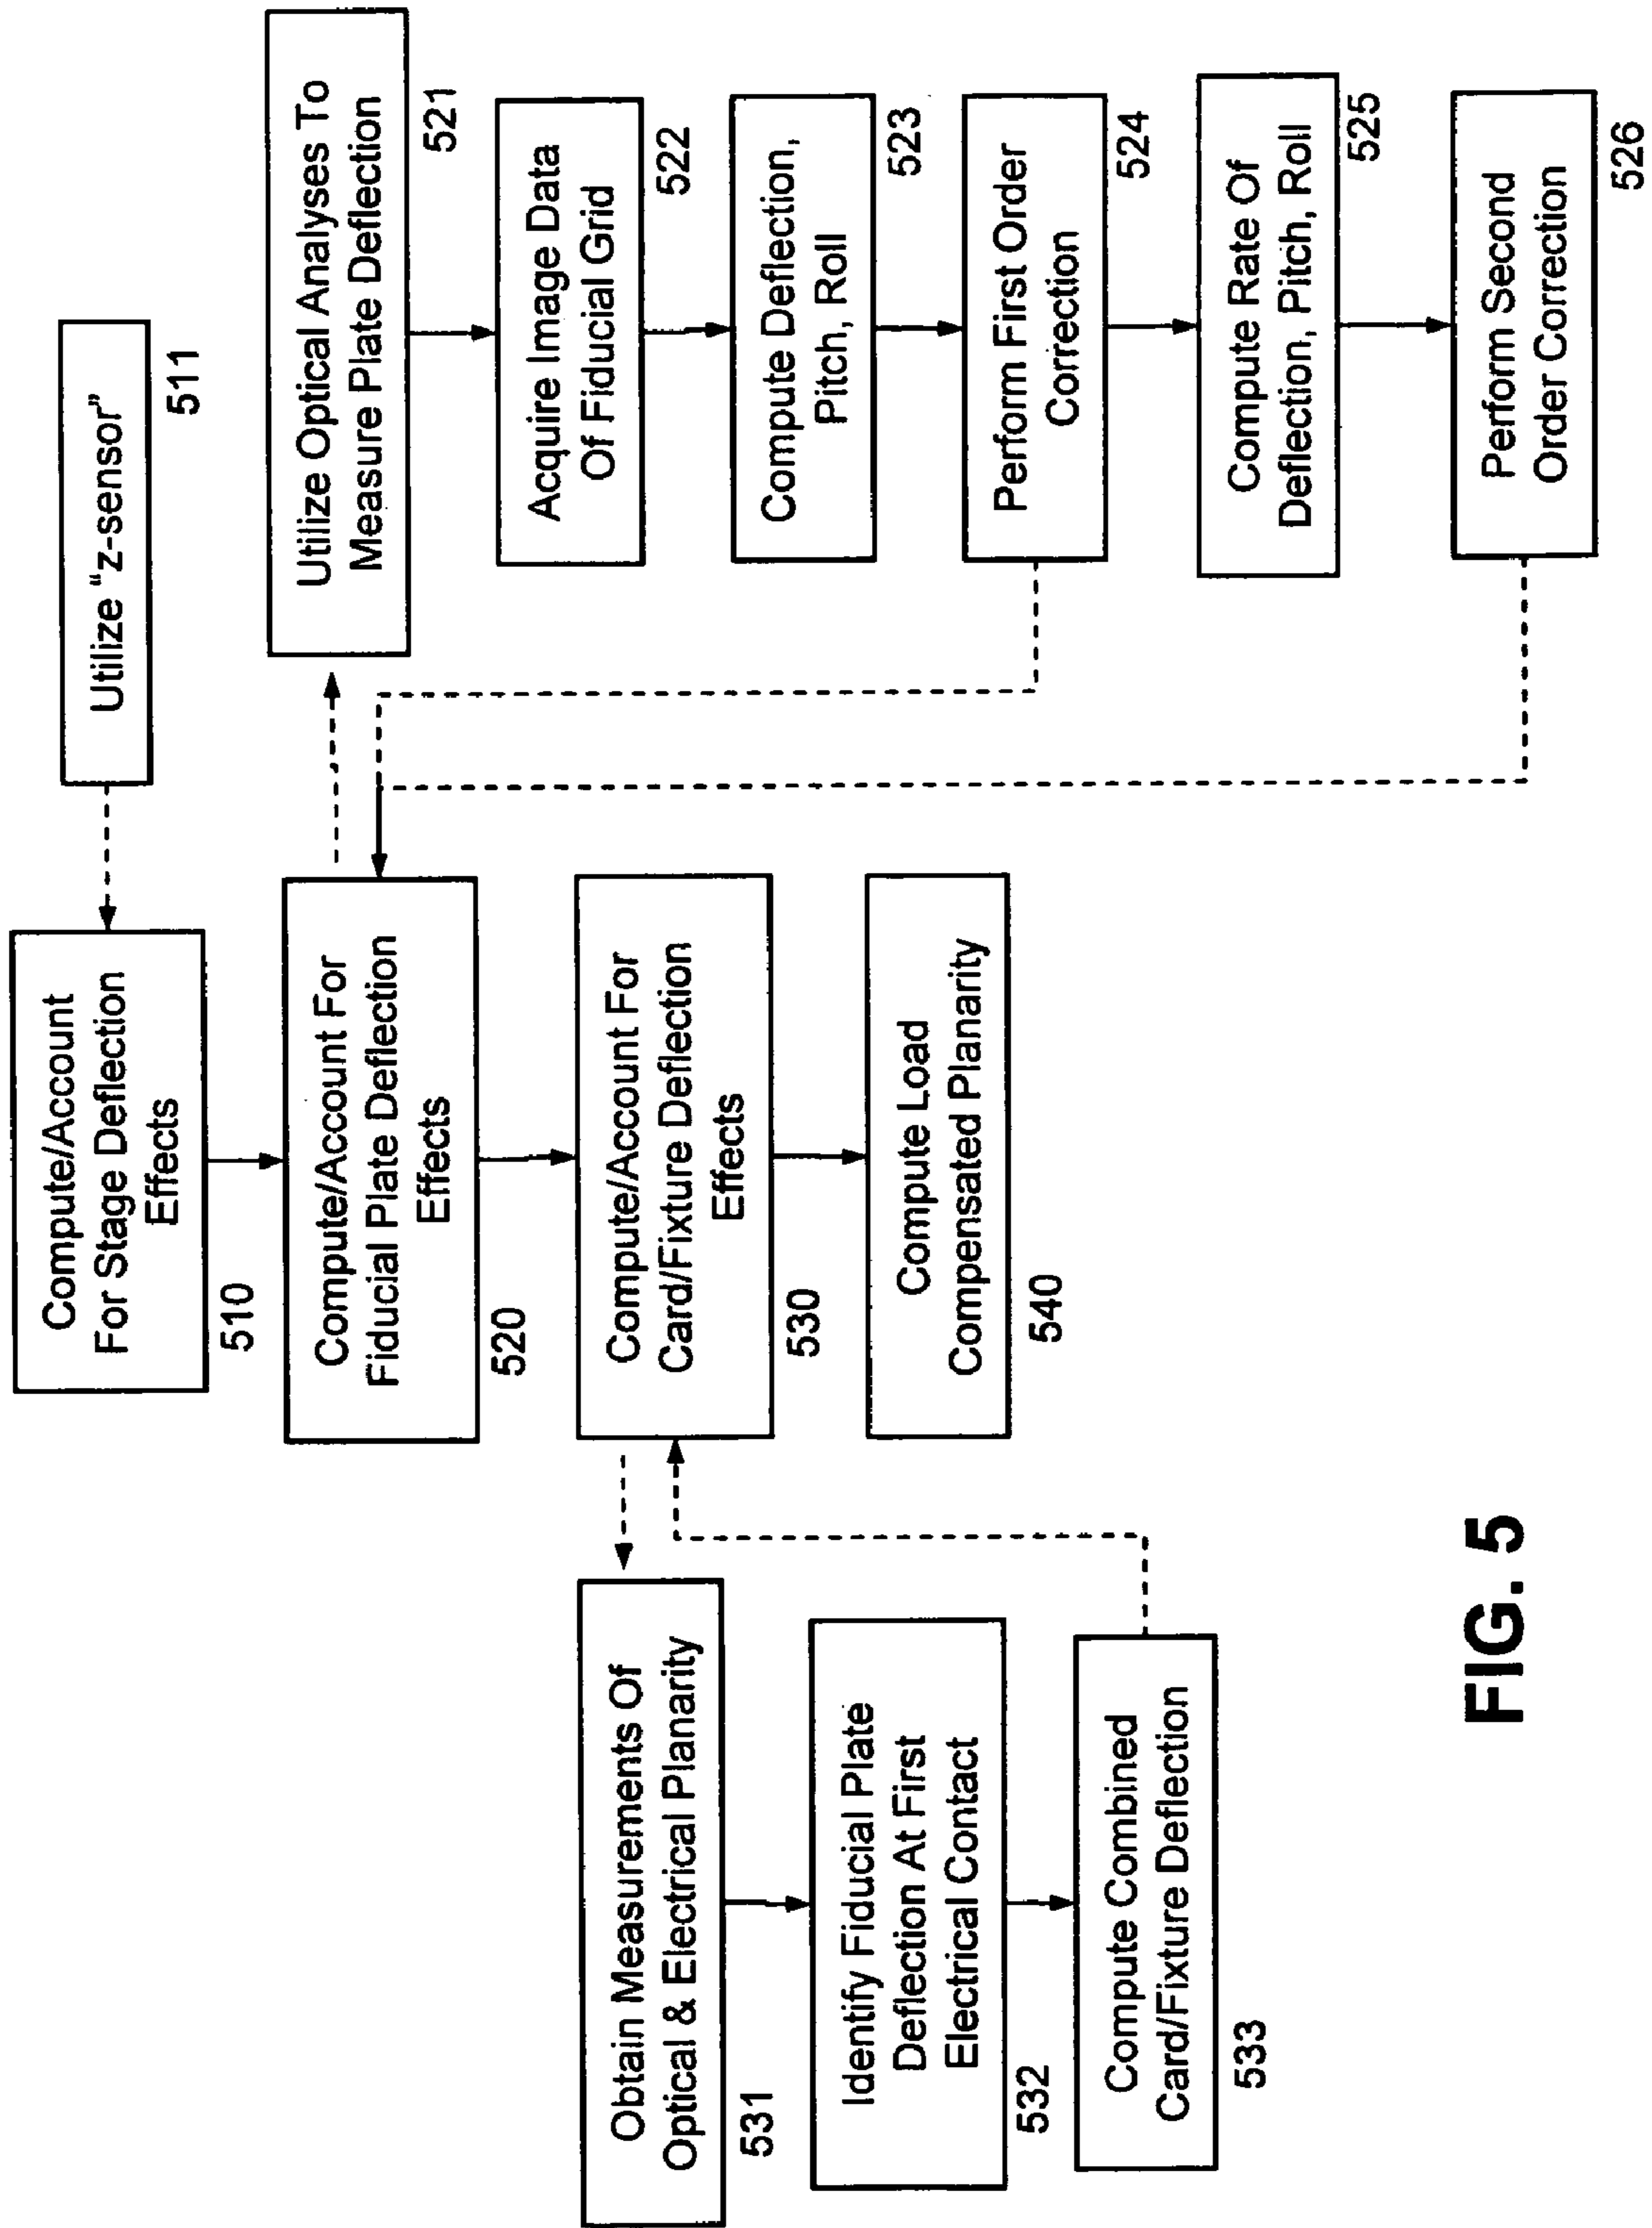 Compute/Account
For Stage Deflection
Effects
510
Utilize “z-sensor”
511
Compute/Account For
Fiducial Plate Deflection
Effects
520
Utilize Optical Analyses To
Measure Plate Deflection
521
Acquire Image Data
Of Fiducial Grid
522
Compute Deflection,
Pitch, Roll
523
Perform First Order
Correction
524
Compute Rate Of
Deflection, Pitch, Roll
525
Perform Second
Order Correction
526
Compute/Account For
Card/Fixture Deflection
Effects
530
Obtain Measurements Of
Optical & Electrical Planarity
531
Identify Fiducial Plate
Deflection At First
Electrical Contact
532
Compute Combined
Card/Fixture Deflection
533
Compute Load
Compensated Planarity
540
FIG. 5